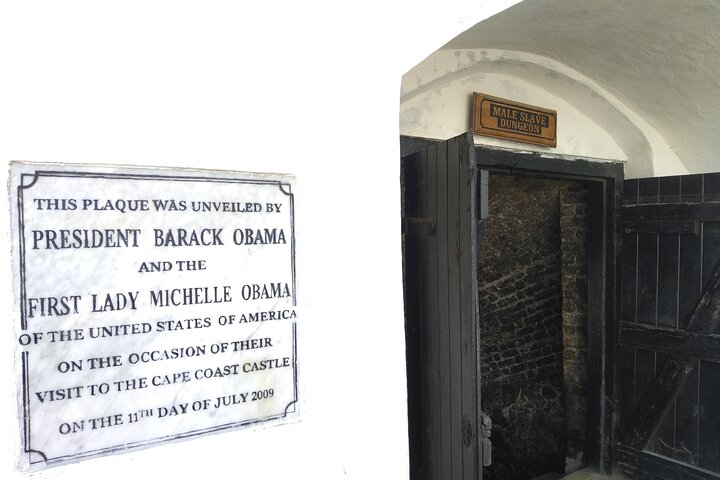 THIS PLAQUE WAS UNVEILED BY
PRESIDENT BARACK OBAMA
AND THE
FIRST LADY MICHELLE OBAMA
OF THE UNITED STATES OF AMERICA
ON THE OCCASION OF THEIR
VISIT TO THE CAPE COAST CASTLE
ON THE 11TH DAY OF JULY 2009
MALE SLAVE
DUNGEON